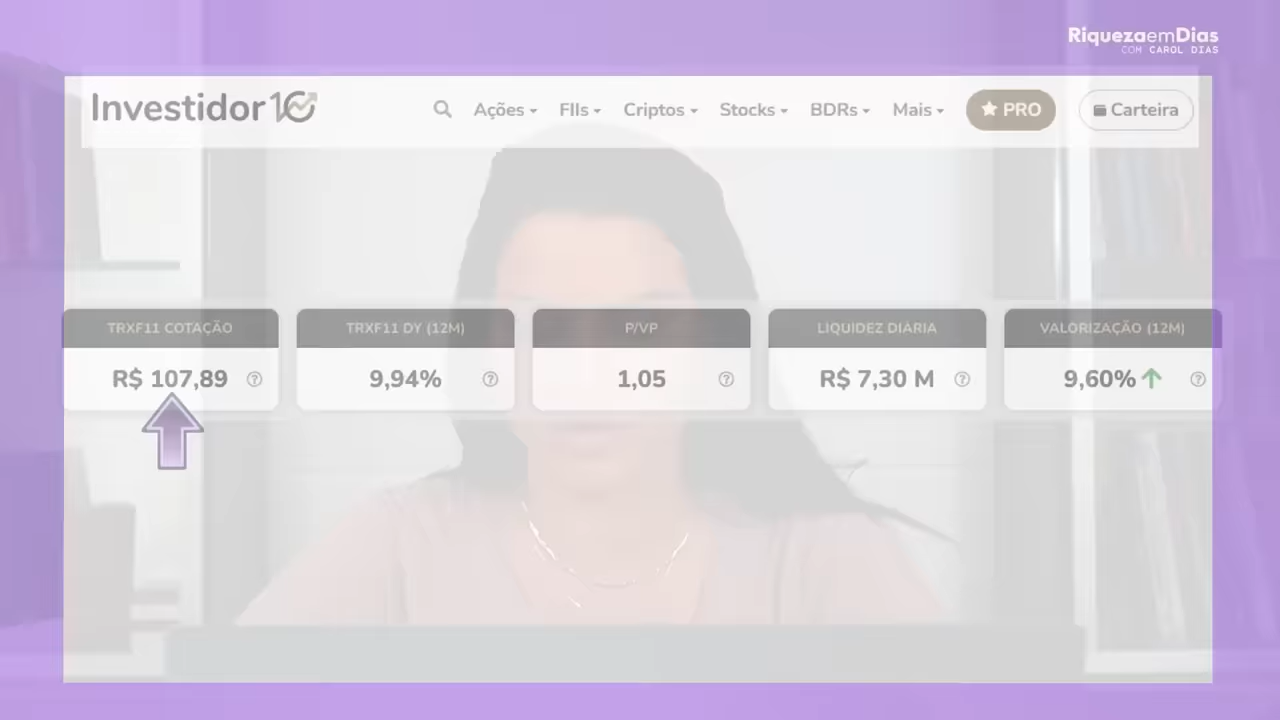 RiquezaemDias
COM CAROL DIAS
Investidor10
Ações
FIIs
Criptos
Stocks
BDRs
Mais
PRO
Carteira
TRXF11 COTAÇÃO
R$ 107,89
TRXF11 DY (12M)
9,94%
P/VP
1,05
LIQUIDEZ DIÁRIA
R$ 7,30 M
VALORIZAÇÃO (12M)
9,60%